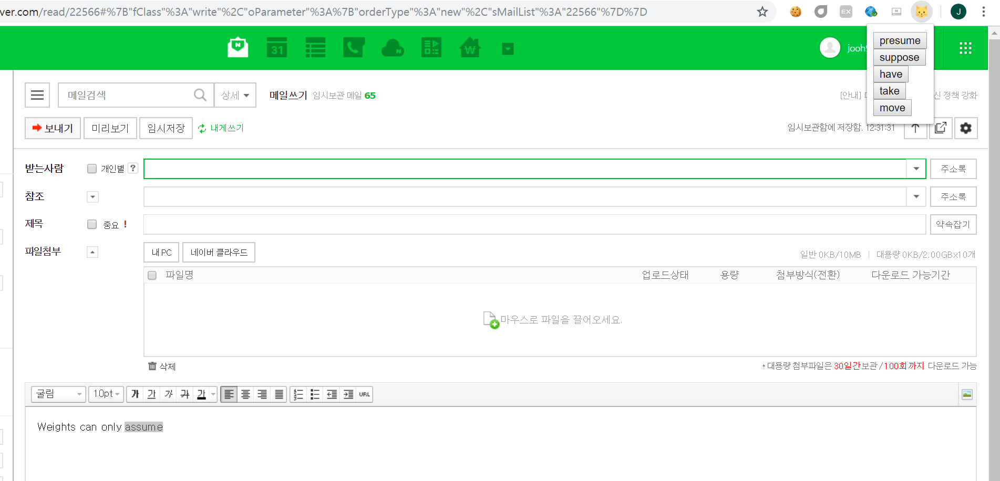 ver.com/read/22566#%7B"fClass"%3A"write"%2C"oParameter"%3A%7B"orderType"%3A"new"%2C"sMailList"%3A"22566"%7D%7D
EX
J
N
31
N
₩
jooh
presume
suppose
have
take
move
메일검색
상세
메일쓰기 임시보관 메일 65
[안내]
신 정책 강화
보내기 미리보기 임시저장 내게쓰기
임시보관함에 저장함. 12:31:31
받는사람 개인별 ? 주소록
참조 주소록
제목 중요 ! 약속잡기
파일첨부 내 PC 네이버 클라우드 일반 0KB/10MB | 대용량 0KB/2.00GBx10개
파일명 업로드상태 용량 첨부방식(전환) 다운로드 가능기간
마우스로 파일을 끌어오세요.
삭제 * 대용량 첨부파일은 30일간 보관 / 100회 까지 다운로드 가능
굴림 10pt 가 가 가 가 가 URL
Weights can only assume